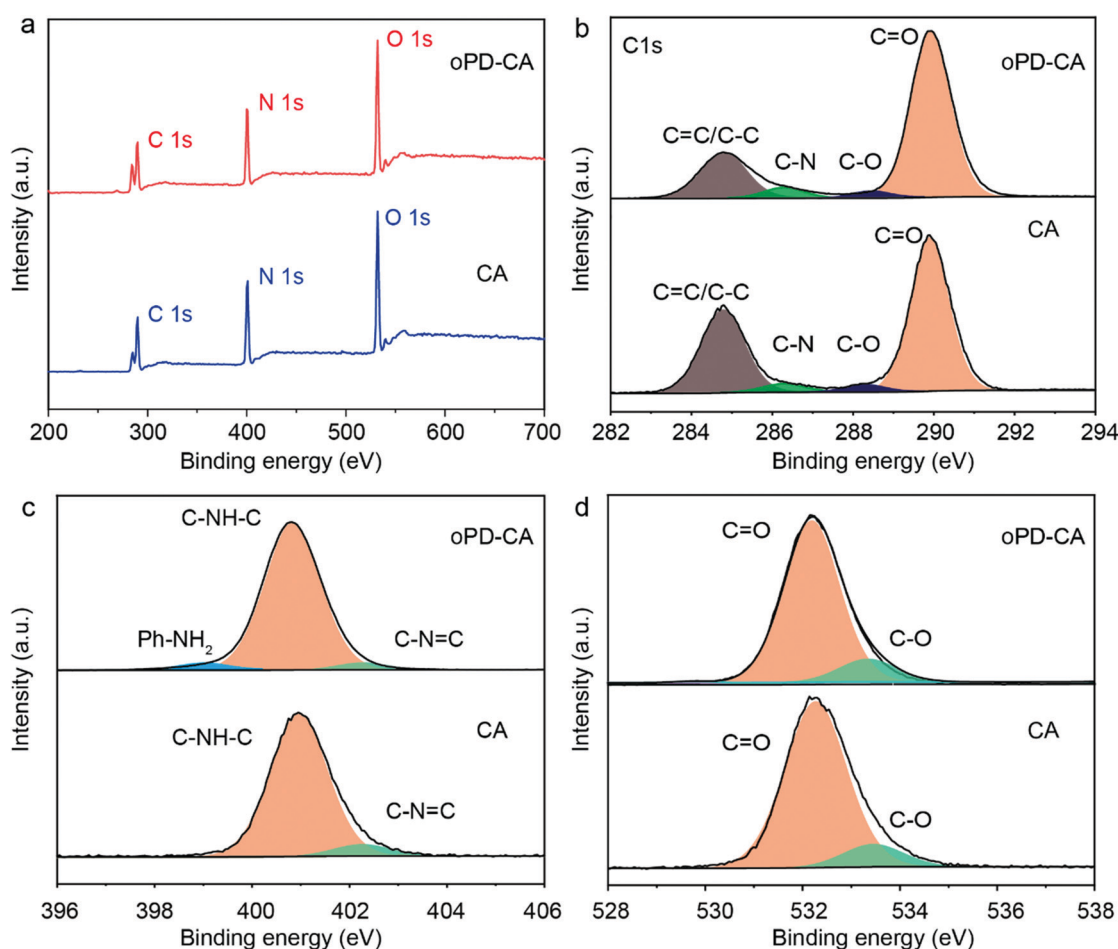 a
O 1s
oPD-CA
N 1s
C 1s
O 1s
N 1s
CA
C 1s
Intensity (a.u.)
200 300 400 500 600 700
Binding energy (eV)
b
C1s
C=O
oPD-CA
C=C/C-C
C-N
C-O
C=O
CA
C=C/C-C
C-N
C-O
Intensity (a.u.)
282 284 286 288 290 292 294
Binding energy (eV)
c
C-NH-C
oPD-CA
Ph-NH₂
C-N=C
C-NH-C
CA
C-N=C
Intensity (a.u.)
396 398 400 402 404 406
Binding energy (eV)
d
C=O
oPD-CA
C-O
C=O
CA
C-O
Intensity (a.u.)
528 530 532 534 536 538
Binding energy (eV)